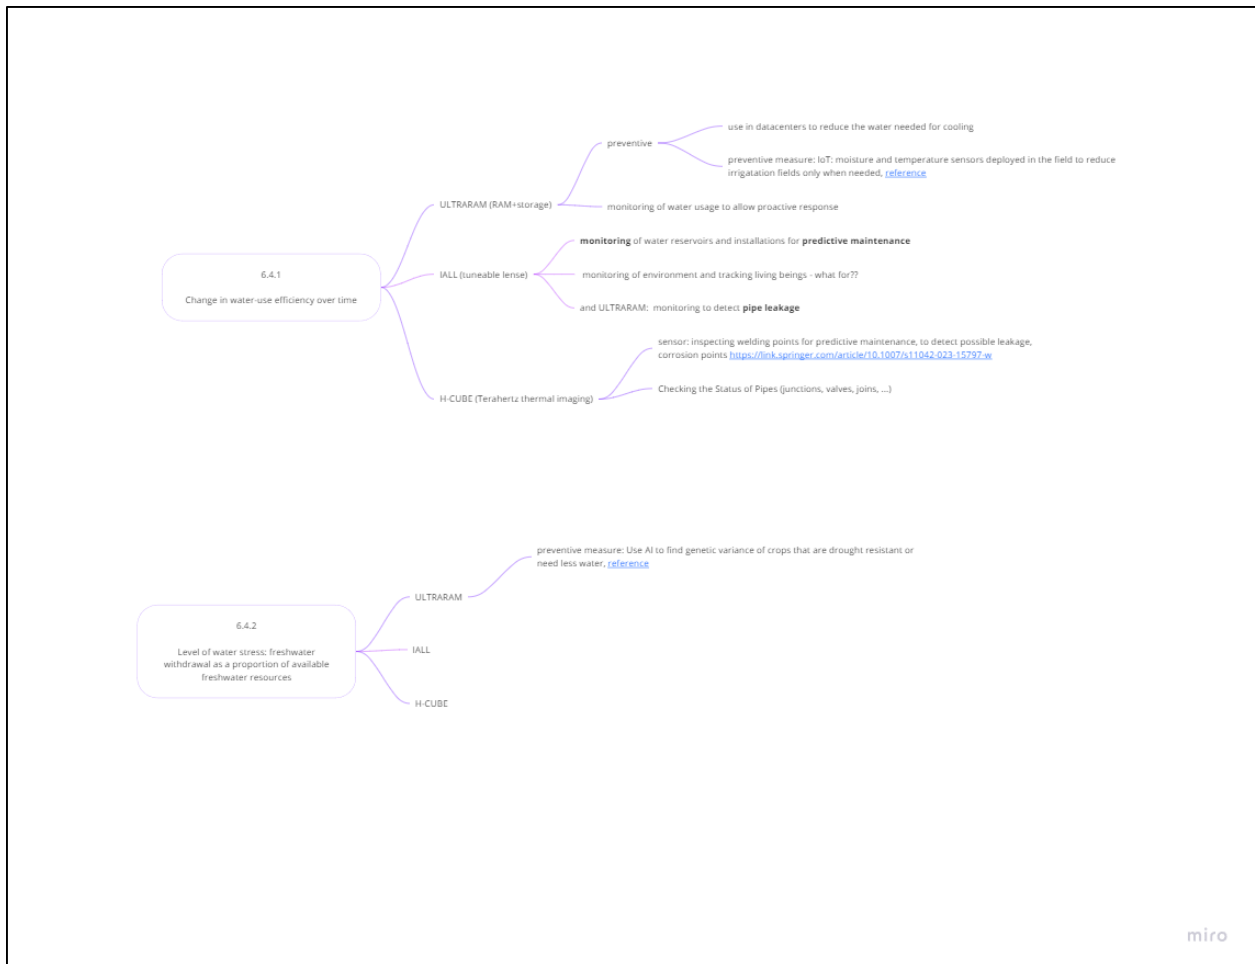 use in datacenters to reduce the water needed for cooling
preventive
preventive measure: IoT: moisture and temperature sensors deployed in the field to reduce
irrigatation fields only when needed, reference
ULTRARAM (RAM+storage)
monitoring of water usage to allow proactive response
monitoring of water reservoirs and installations for predictive maintenance
6.4.1
Change in water-use efficiency over time
IALL (tuneable lense)
monitoring of environment and tracking living beings - what for??
and ULTRARAM: monitoring to detect pipe leakage
sensor: inspecting welding points for predictive maintenance, to detect possible leakage,
corrosion points https://link.springer.com/article/10.1007/s11042-023-15797-w
Checking the Status of Pipes (junctions, valves, joins, ...)
H-CUBE (Terahertz thermal imaging)
preventive measure: Use AI to find genetic variance of crops that are drought resistant or
need less water, reference
ULTRARAM
6.4.2
Level of water stress: freshwater
withdrawal as a proportion of available
freshwater resources
IALL
H-CUBE
miro